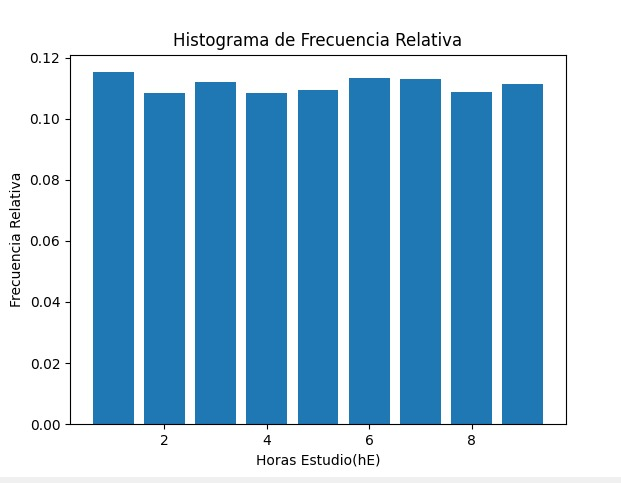 Histograma de Frecuencia Relativa
0.12
0.10
0.08
0.06
0.04
0.02
0.00
Frecuencia Relativa
2 4 6 8
Horas Estudio(hE)